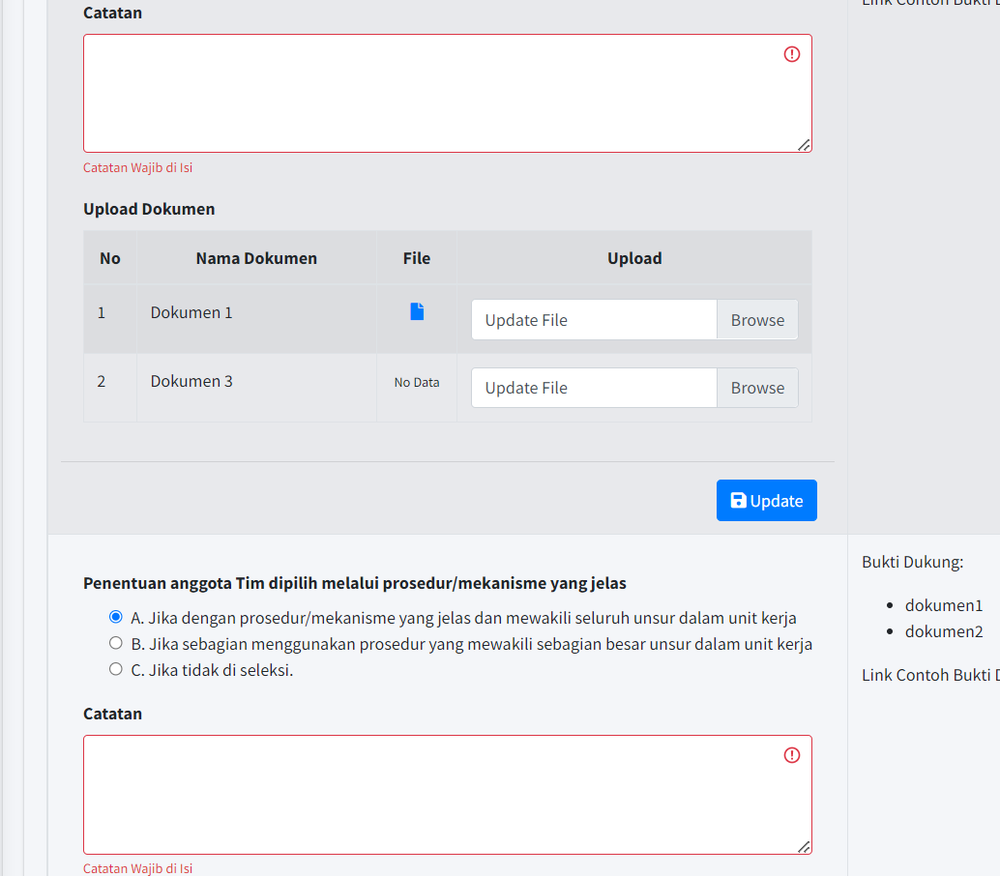 Catatan
Catatan Wajib di Isi
Upload Dokumen
No Nama Dokumen File Upload
1 Dokumen 1 Update File Browse
2 Dokumen 3 No Data Update File Browse
Update
Penentuan anggota Tim dipilih melalui prosedur/mekanisme yang jelas
A. Jika dengan prosedur/mekanisme yang jelas dan mewakili seluruh unsur dalam unit kerja
B. Jika sebagian menggunakan prosedur yang mewakili sebagian besar unsur dalam unit kerja
C. Jika tidak di seleksi.
Catatan
Catatan Wajib di Isi
Link Contoh Bukti
Bukti Dukung:
dokumen1
dokumen2
Link Contoh Bukti